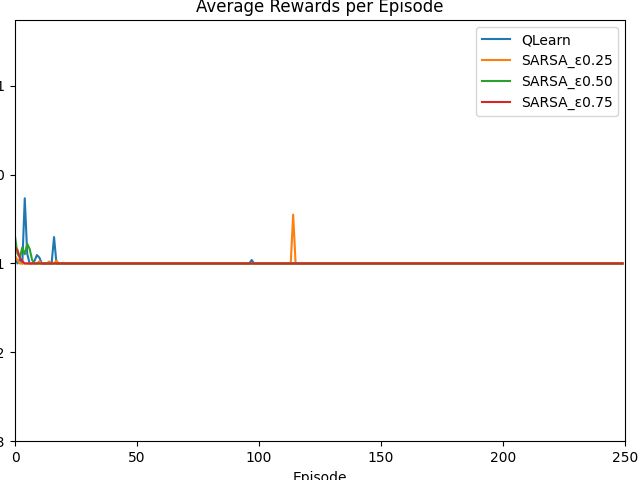 Average Rewards per Episode
QLearn
SARSA_ε0.25
SARSA_ε0.50
SARSA_ε0.75
1
0
1
2
3
0 50 100 150 200 250
Episode